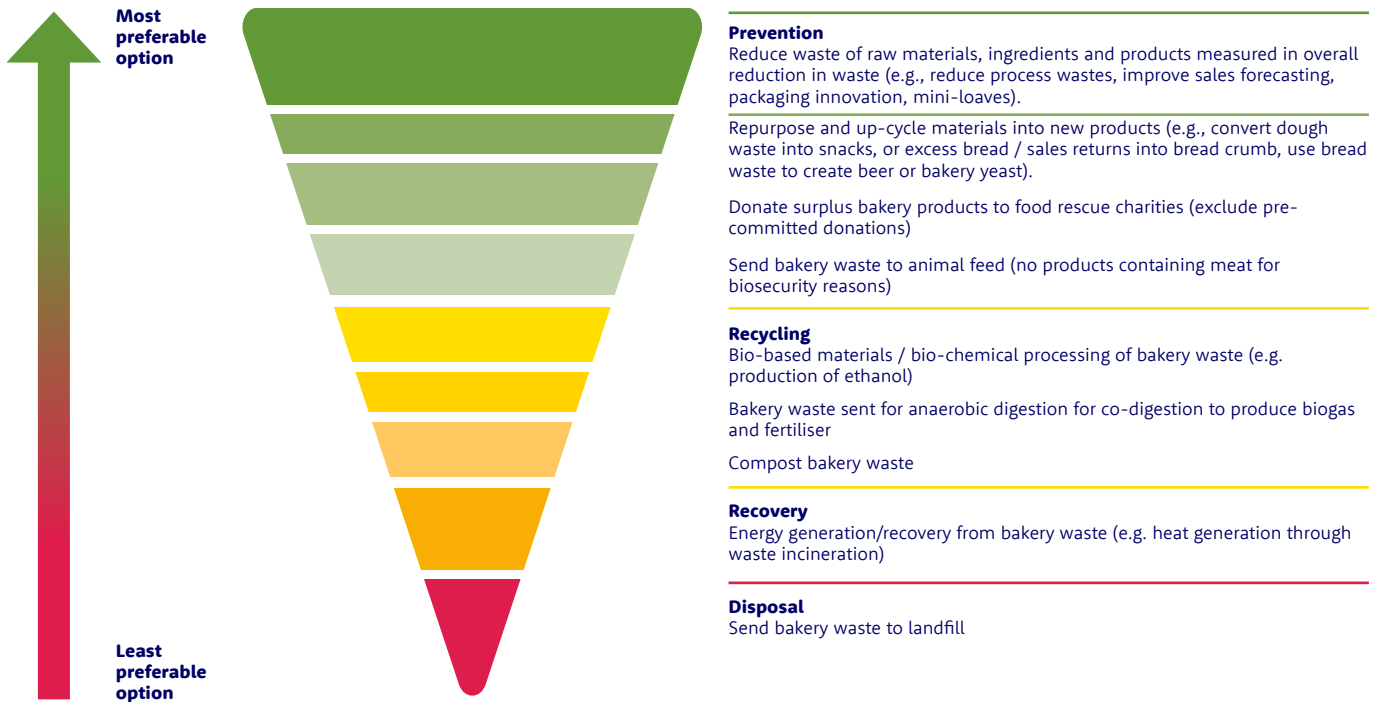 Most
preferable
option
Prevention
Reduce waste of raw materials, ingredients and products measured in overall
reduction in waste (e.g., reduce process wastes, improve sales forecasting,
packaging innovation, mini-loaves).
Repurpose and up-cycle materials into new products (e.g., convert dough
waste into snacks, or excess bread / sales returns into bread crumb, use bread
waste to create beer or bakery yeast).
Donate surplus bakery products to food rescue charities (exclude pre-
committed donations)
Send bakery waste to animal feed (no products containing meat for
biosecurity reasons)
Recycling
Bio-based materials / bio-chemical processing of bakery waste (e.g.
production of ethanol)
Bakery waste sent for anaerobic digestion for co-digestion to produce biogas
and fertiliser
Compost bakery waste
Recovery
Energy generation/recovery from bakery waste (e.g. heat generation through
waste incineration)
Disposal
Send bakery waste to landfill
Least
preferable
option